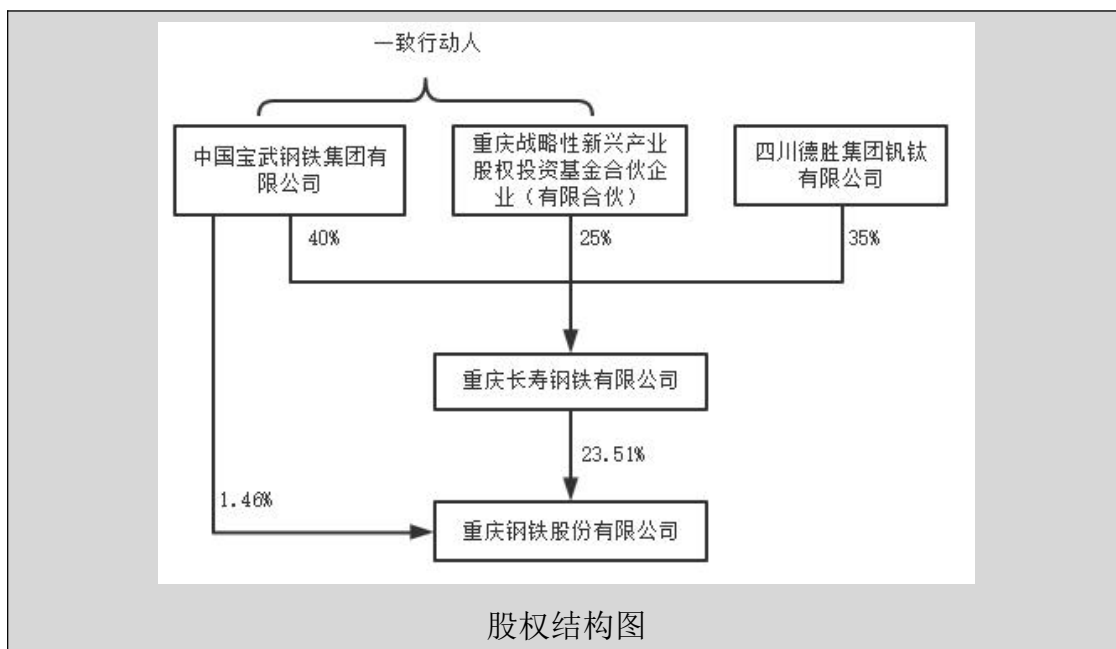 一致行动人
中国宝武钢铁集团有
限公司
重庆战略性新兴产业
股权投资基金合伙企
业（有限合伙）
四川德胜集团钒钛
有限公司
40%
25%
35%
重庆长寿钢铁有限公司
23.51%
1.46%
重庆钢铁股份有限公司
股权结构图